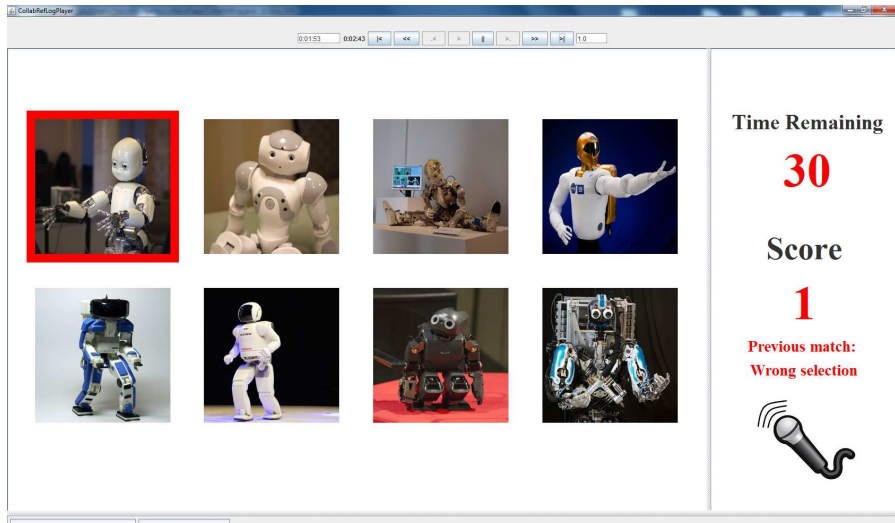 CollabRefLogPlayer
0:01:53 0:02:43 |< << .< > || >. >> >| 1.0
Time Remaining
30
Score
1
Previous match:
Wrong selection